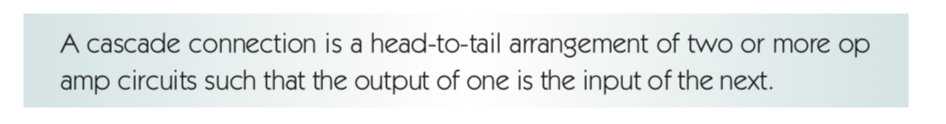 A cascade connection is a head-to-tail arrangement of two or more op
amp circuits such that the output of one is the input of the next.